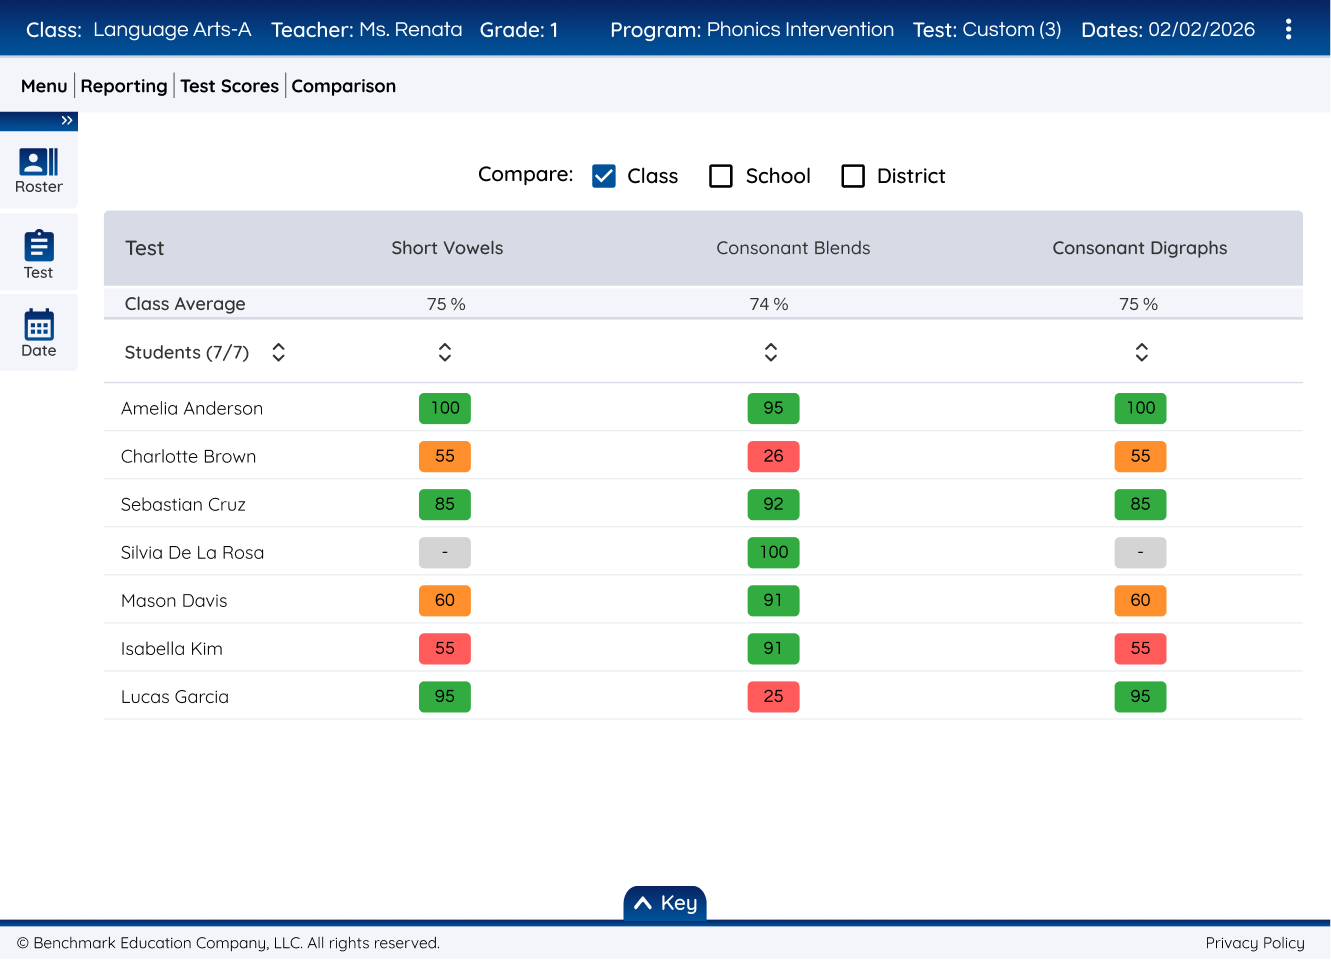 Class: Language Arts-A Teacher: Ms. Renata Grade: 1 Program: Phonics Intervention Test: Custom (3) Dates: 02/02/2026
Menu Reporting Test Scores Comparison
Roster
Test
Date
Compare: Class School District
Test Short Vowels Consonant Blends Consonant Digraphs
Class Average 75 % 74 % 75 %
Students (7/7)
Amelia Anderson 100 95 100
Charlotte Brown 55 26 55
Sebastian Cruz 85 92 85
Silvia De La Rosa - 100 -
Mason Davis 60 91 60
Isabella Kim 55 91 55
Lucas Garcia 95 25 95
Key
© Benchmark Education Company, LLC. All rights reserved. Privacy Policy